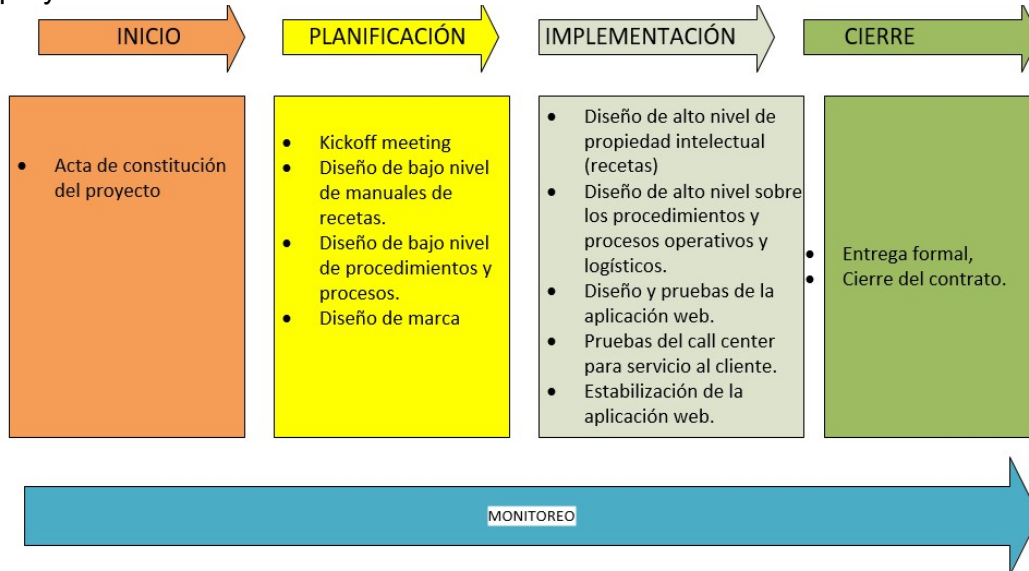 INICIO
PLANIFICACIÓN
IMPLEMENTACIÓN
CIERRE
• Acta de constitución
del proyecto
• Kickoff meeting
• Diseño de bajo nivel
de manuales de
recetas.
• Diseño de bajo nivel
de procedimientos y
procesos.
• Diseño de marca
• Diseño de alto nivel de
propiedad intelectual
(recetas)
• Diseño de alto nivel sobre
los procedimientos y
procesos operativos y
logísticos.
• Diseño y pruebas de la
aplicación web.
• Pruebas del call center
para servicio al cliente.
• Estabilización de la
aplicación web.
• Entrega formal,
• Cierre del contrato.
MONITOREO